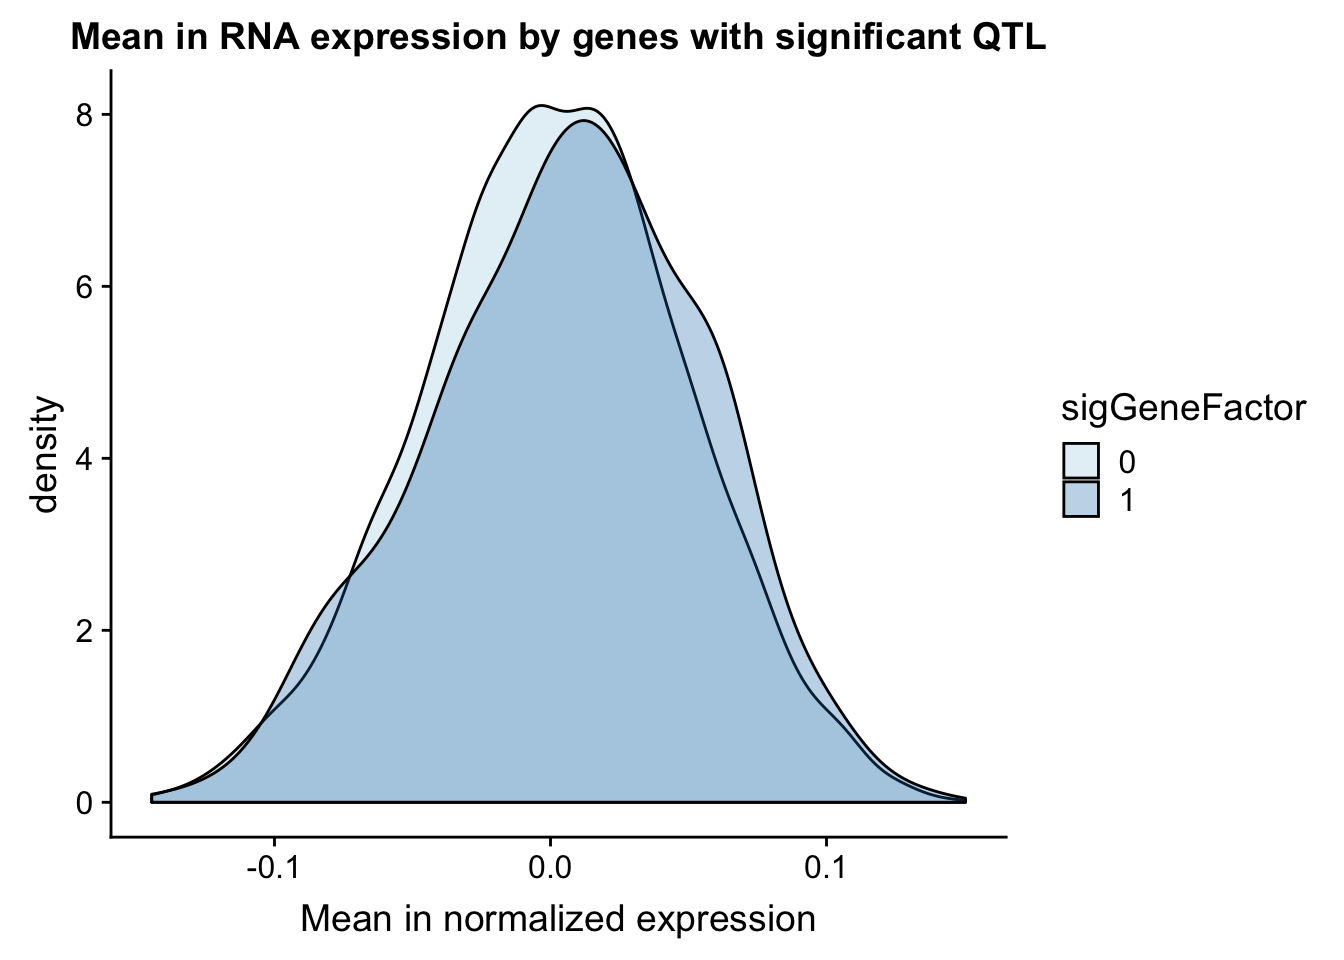 Mean in RNA expression by genes with significant QTL
8
6
4
2
0
density
-0.1
0.0
0.1
Mean in normalized expression
sigGeneFactor
0
1